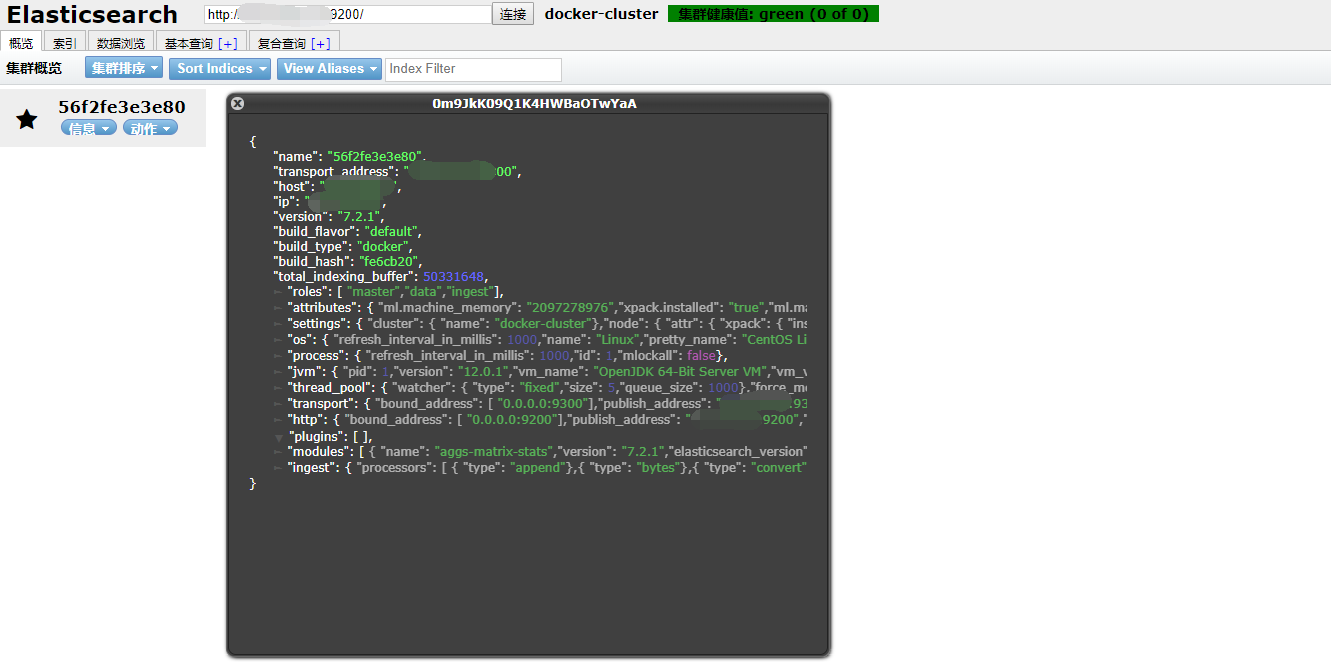 Elasticsearch http:/ 9200/ 连接 docker-cluster 集群健康值: green (0 of 0)
概览 索引 数据浏览 基本查询 [+] 复合查询 [+]
集群概览 集群排序 Sort Indices View Aliases Index Filter
56f2fe3e3e80
信息 动作
0m9JkK09Q1K4HWBaOTwYaA
{
"name": "56f2fe3e3e80",
"transport_address": " 00",
"host": " ",
"ip": " ,
"version": "7.2.1",
"build_flavor": "default",
"build_type": "docker",
"build_hash": "fe6cb20",
"total_indexing_buffer": 50331648,
"roles": [ "master","data","ingest"],
"attributes": { "ml.machine_memory": "2097278976","xpack.installed": "true","ml.ma
"settings": { "cluster": { "name": "docker-cluster"},"node": { "attr": { "xpack": { "ins
"os": { "refresh_interval_in_millis": 1000,"name": "Linux","pretty_name": "CentOS Li
"process": { "refresh_interval_in_millis": 1000,"id": 1,"mlockall": false},
"jvm": { "pid": 1,"version": "12.0.1","vm_name": "OpenJDK 64-Bit Server VM","vm_v
"thread_pool": { "watcher": { "type": "fixed","size": 5,"queue_size": 1000},"force_me
"transport": { "bound_address": [ "0.0.0.0:9300"],"publish_address": " .93
"http": { "bound_address": [ "0.0.0.0:9200"],"publish_address": " 9200","
"plugins": [ ],
"modules": [ { "name": "aggs-matrix-stats","version": "7.2.1","elasticsearch_version"
"ingest": { "processors": [ { "type": "append"},{ "type": "bytes"},{ "type": "convert"
}